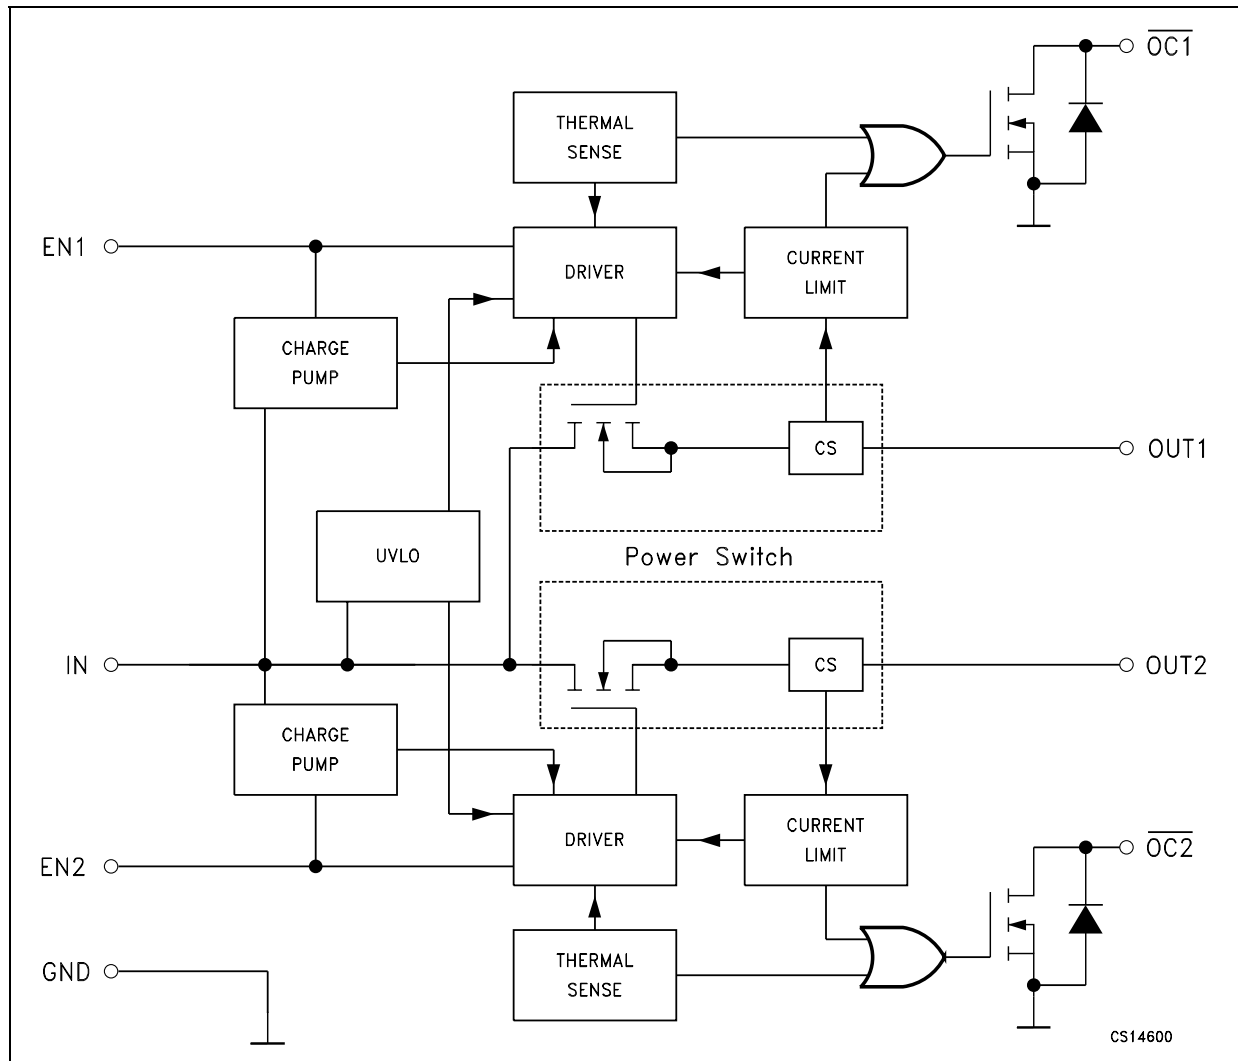 OC1
THERMAL
SENSE
EN1
DRIVER
CURRENT
LIMIT
CHARGE
PUMP
CS
OUT1
UVLO
Power Switch
IN
CS
OUT2
CHARGE
PUMP
DRIVER
CURRENT
LIMIT
OC2
EN2
THERMAL
SENSE
GND
CS14600